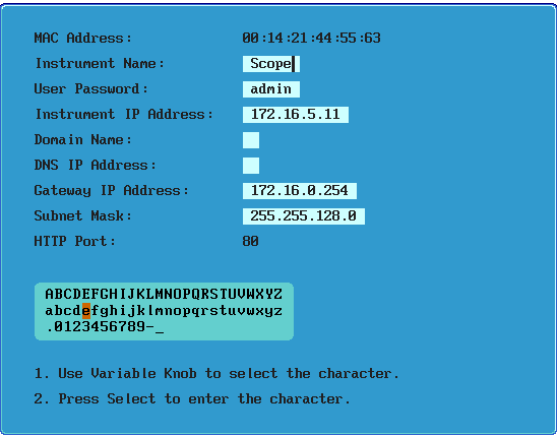 MAC Address: 00:14:21:44:55:63
Instrument Name: Scope
User Password: admin
Instrument IP Address: 172.16.5.11
Domain Name:
DNS IP Address:
Gateway IP Address: 172.16.0.254
Subnet Mask: 255.255.128.0
HTTP Port: 80
ABCDEFGHIJKLMNOPQRSTUVWXYZ
abcdefghijklmnopqrstuvwxyz
.0123456789-_
1. Use Variable Knob to select the character.
2. Press Select to enter the character.